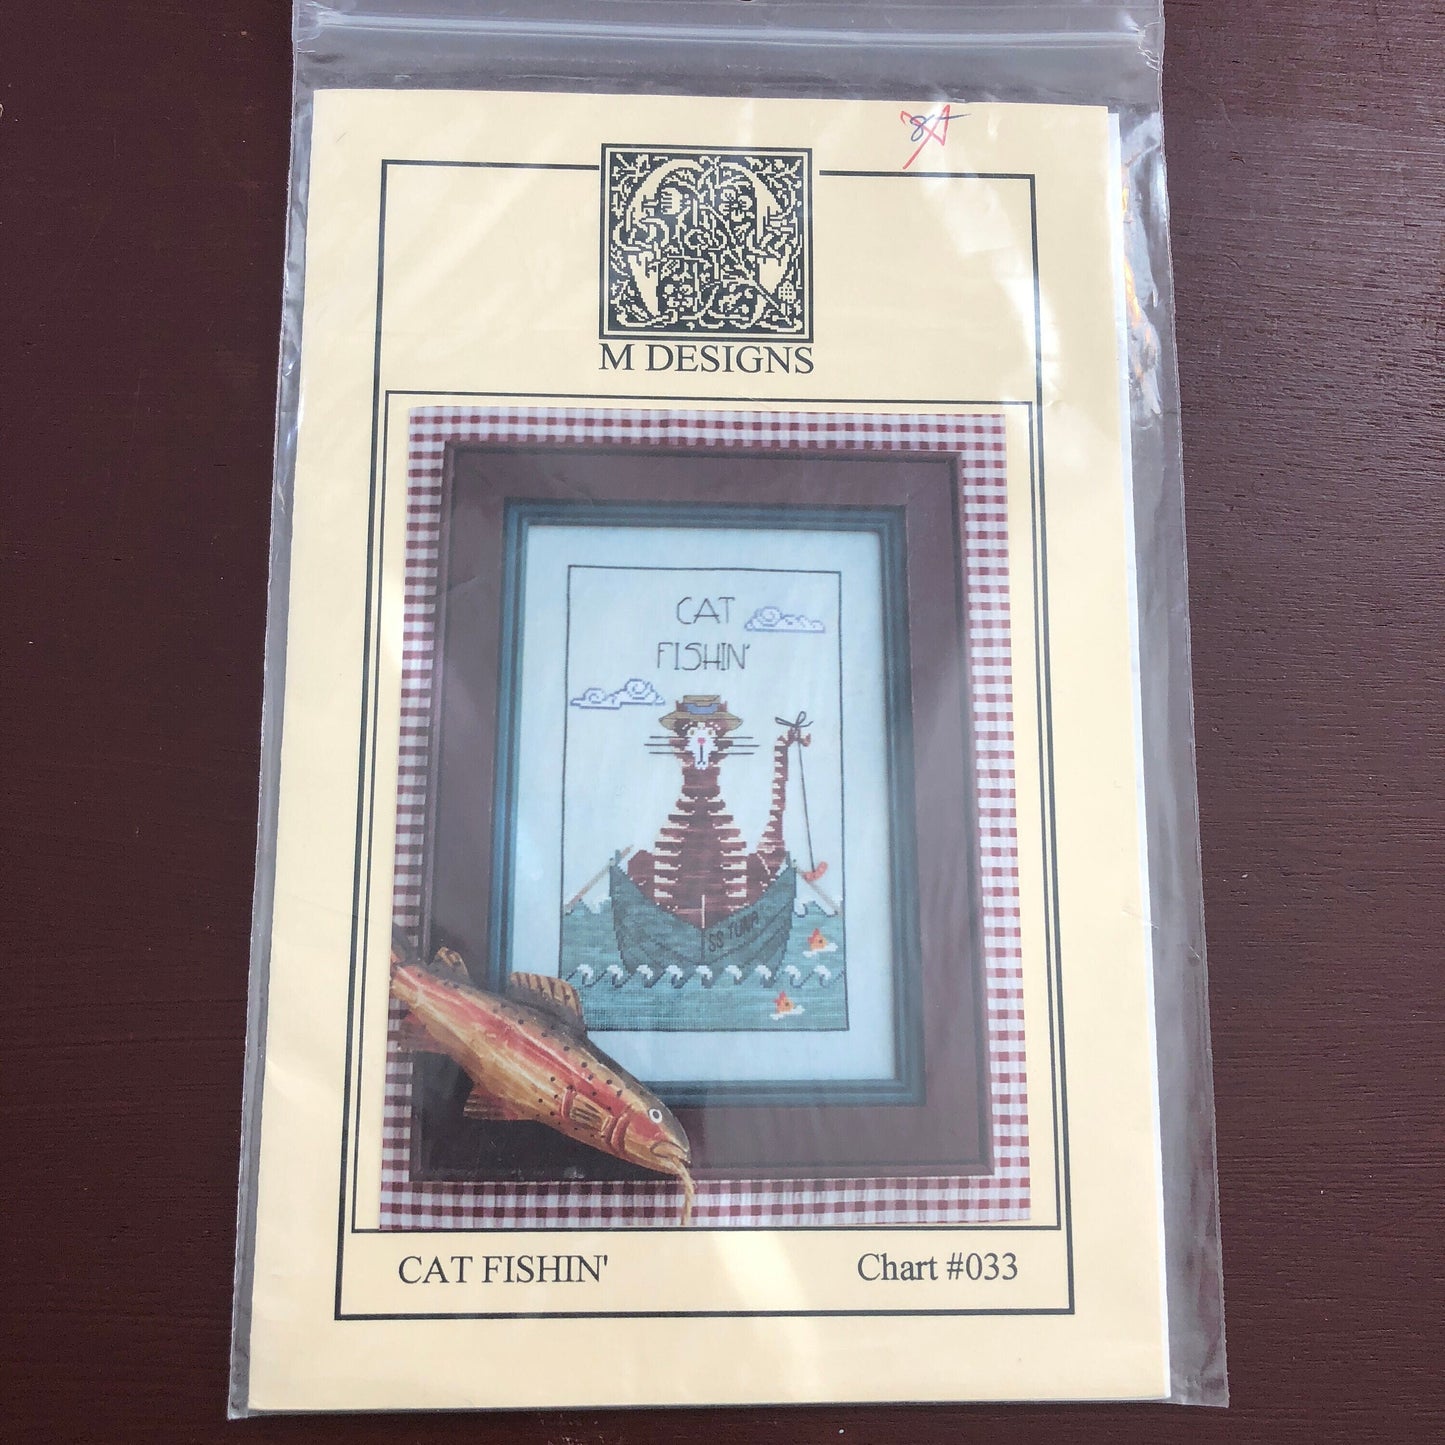 M DESIGNS
CAT
FISHIN'
SS TUNA
CAT FISHIN' Chart #033